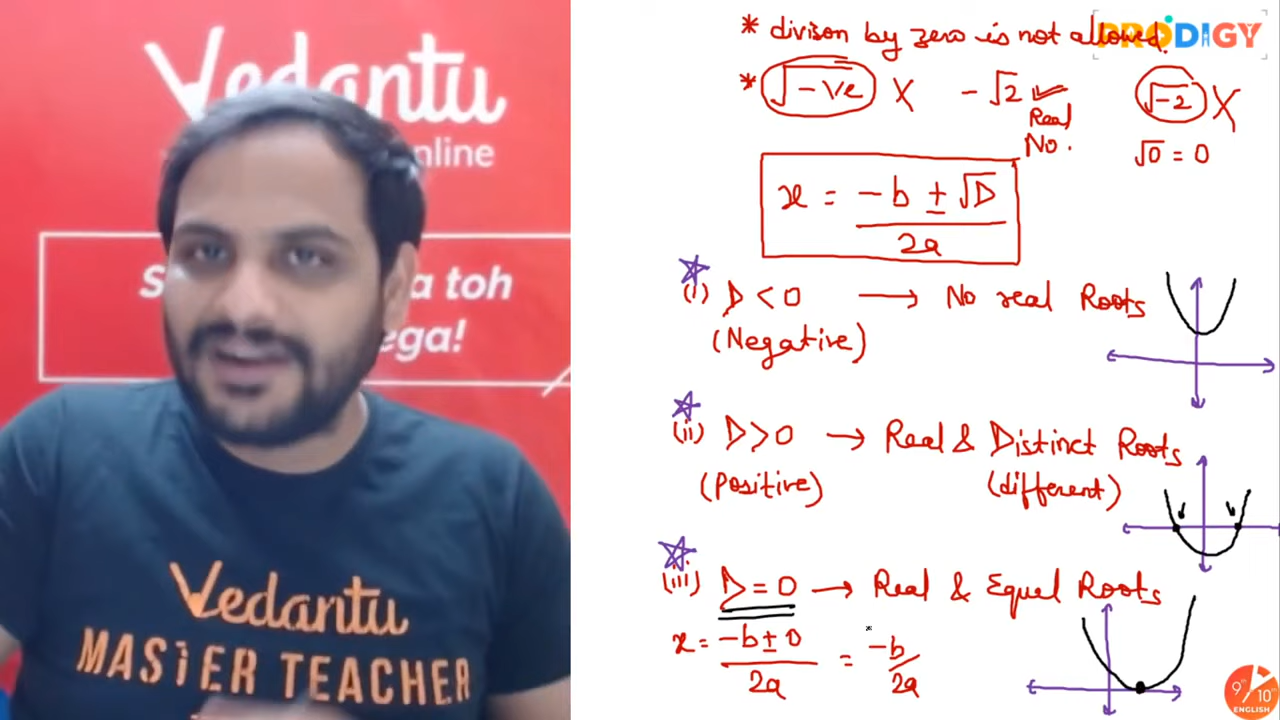 Vedantu
nline
S a toh
ega!
Vedantu
MASTER TEACHER
PRODIGY
* divison by zero is not allowed.
* √-ve X -√2 ✓ √-2 X
Real
No.
√0 = 0
x = (-b ± √D)/2a
(i) D < 0 → No real Roots
(Negative)
(ii) D > 0 → Real & Distinct Roots
(Positive) (different)
(iii) D = 0 → Real & Equal Roots
x = (-b ± 0)/2a = -b/2a
9th/10th
ENGLISH